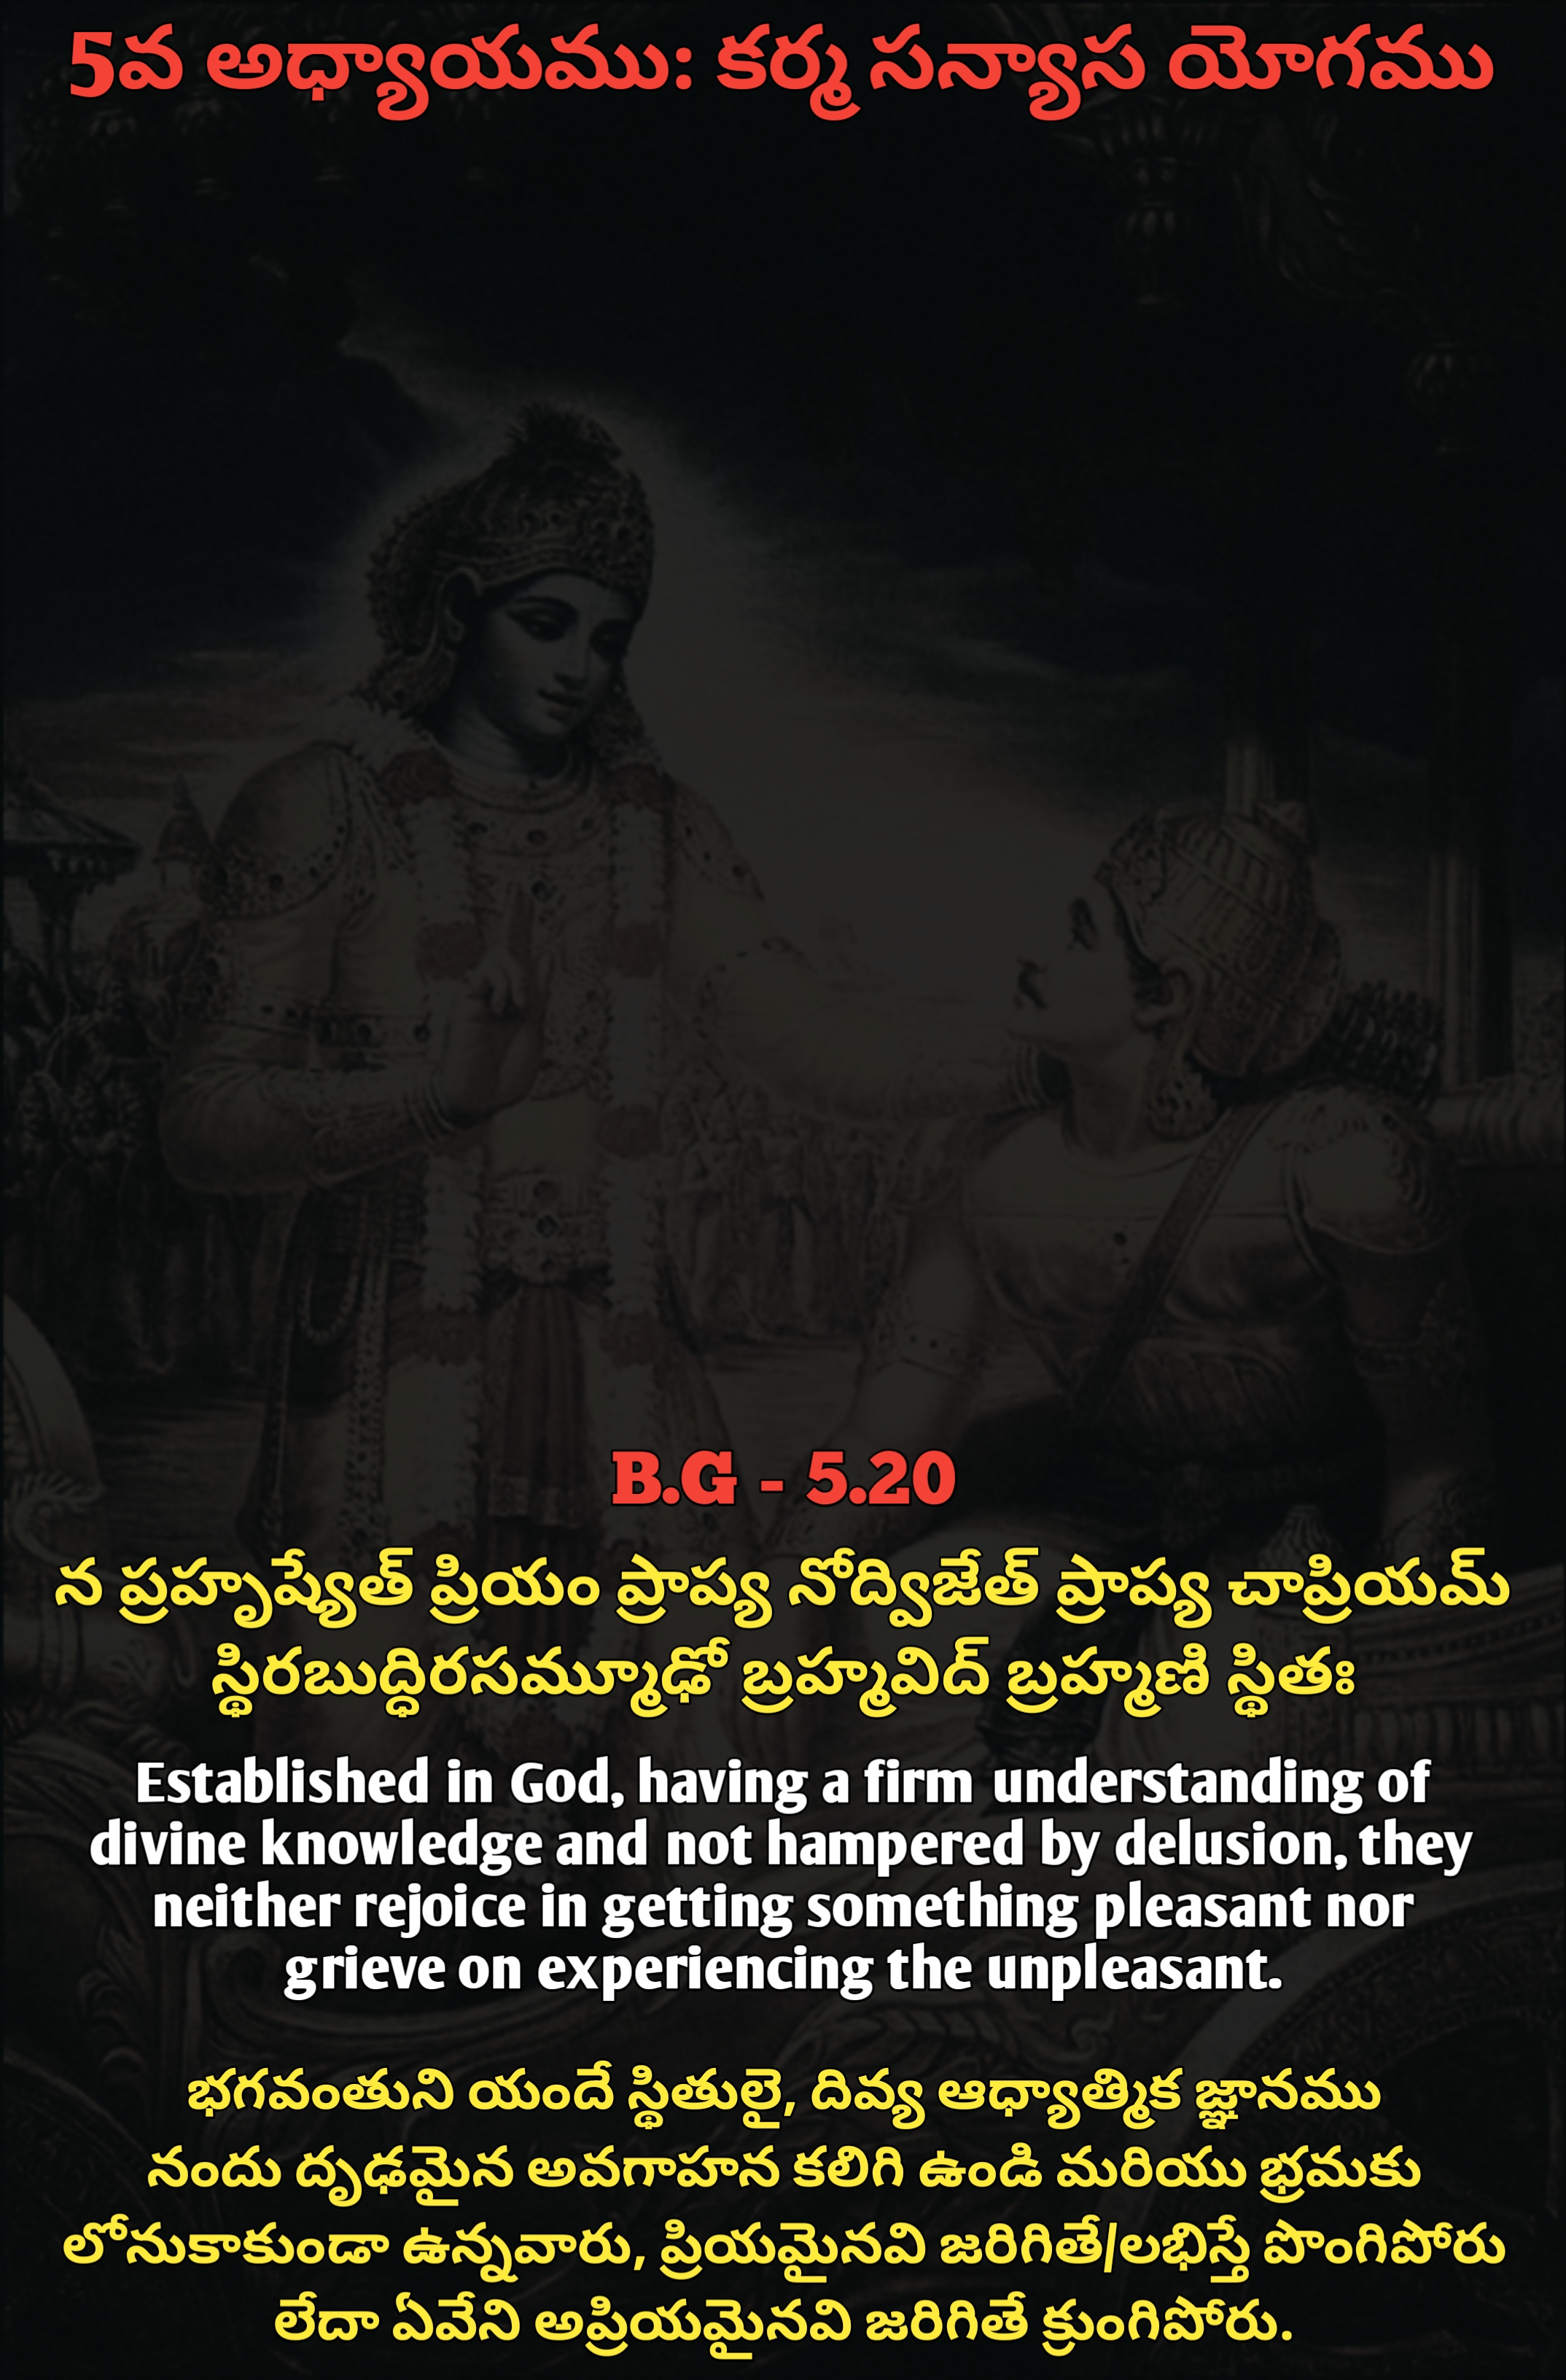 5వ అధ్యాయము: కర్మ సన్యాస యోగము
B.G - 5.20
న ప్రహృష్యేత్ ప్రియం ప్రాప్య నోద్విజేత్ ప్రాప్య చాప్రియమ్
స్థిరబుద్ధిరసమ్మూఢో బ్రహ్మవిద్ బ్రహ్మణి స్థితః
Established in God, having a firm understanding of
divine knowledge and not hampered by delusion, they
neither rejoice in getting something pleasant nor
grieve on experiencing the unpleasant.
భగవంతుని యందే స్థితులై, దివ్య ఆధ్యాత్మిక జ్ఞానము
నందు దృఢమైన అవగాహన కలిగి ఉండి మరియు భ్రమకు
లోనుకాకుండా ఉన్నవారు, ప్రియమైనవి జరిగితే/లభిస్తే పొంగిపోరు
లేదా ఏవేని అప్రియమైనవి జరిగితే క్రుంగిపోరు.